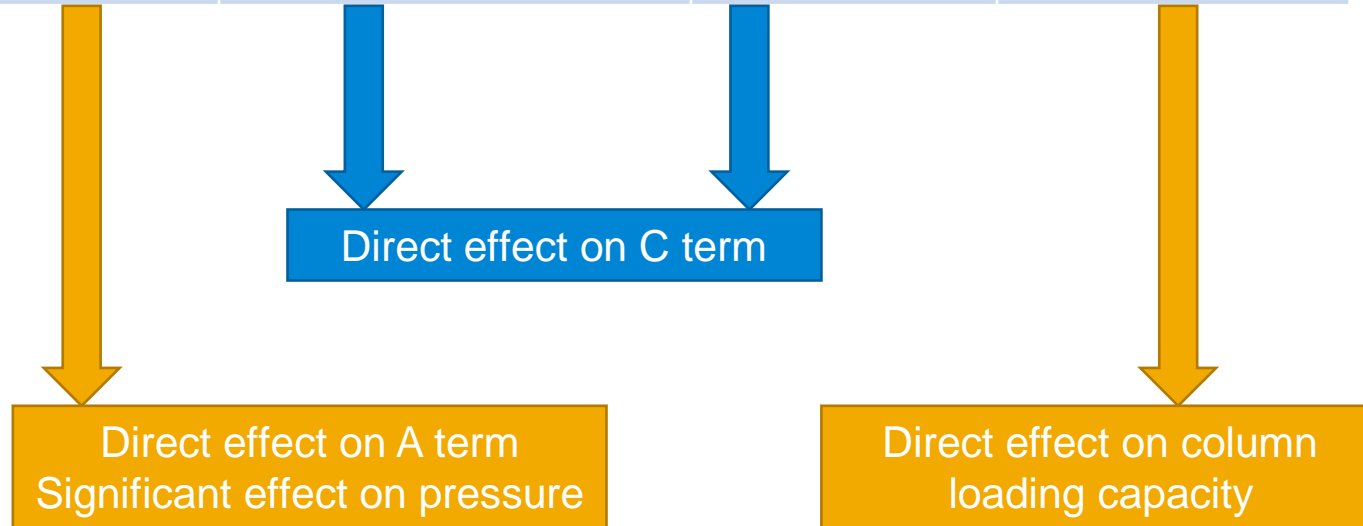 Direct effect on C term
Direct effect on A term
Significant effect on pressure
Direct effect on column
loading capacity